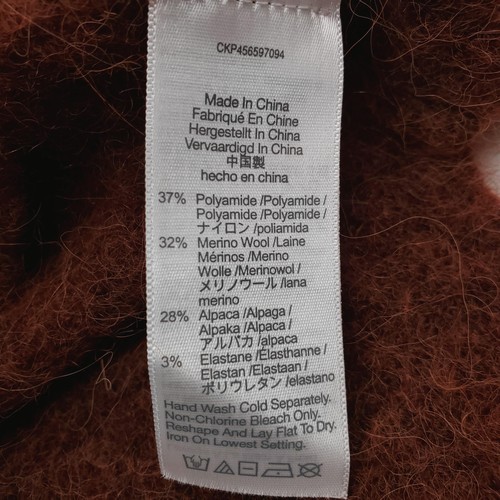 CKP456597094
Made In China
Fabriqué En Chine
Hergestellt In China
Vervaardigd In China
中国製
hecho en china
37% Polyamide /Polyamide /
Polyamide /Polyamide /
ナイロン /poliamida
32% Merino Wool /Laine
Mérinos /Merino
Wolle /Merinowol /
メリノウール /lana
merino
28% Alpaca /Alpaga /
Alpaka /Alpaca /
アルパカ /alpaca
3% Elastane /Élasthanne /
Elastan /Elastaan /
ポリウレタン /elastano
Hand Wash Cold Separately.
Non-Chlorine Bleach Only.
Reshape And Lay Flat To Dry.
Iron On Lowest Setting.